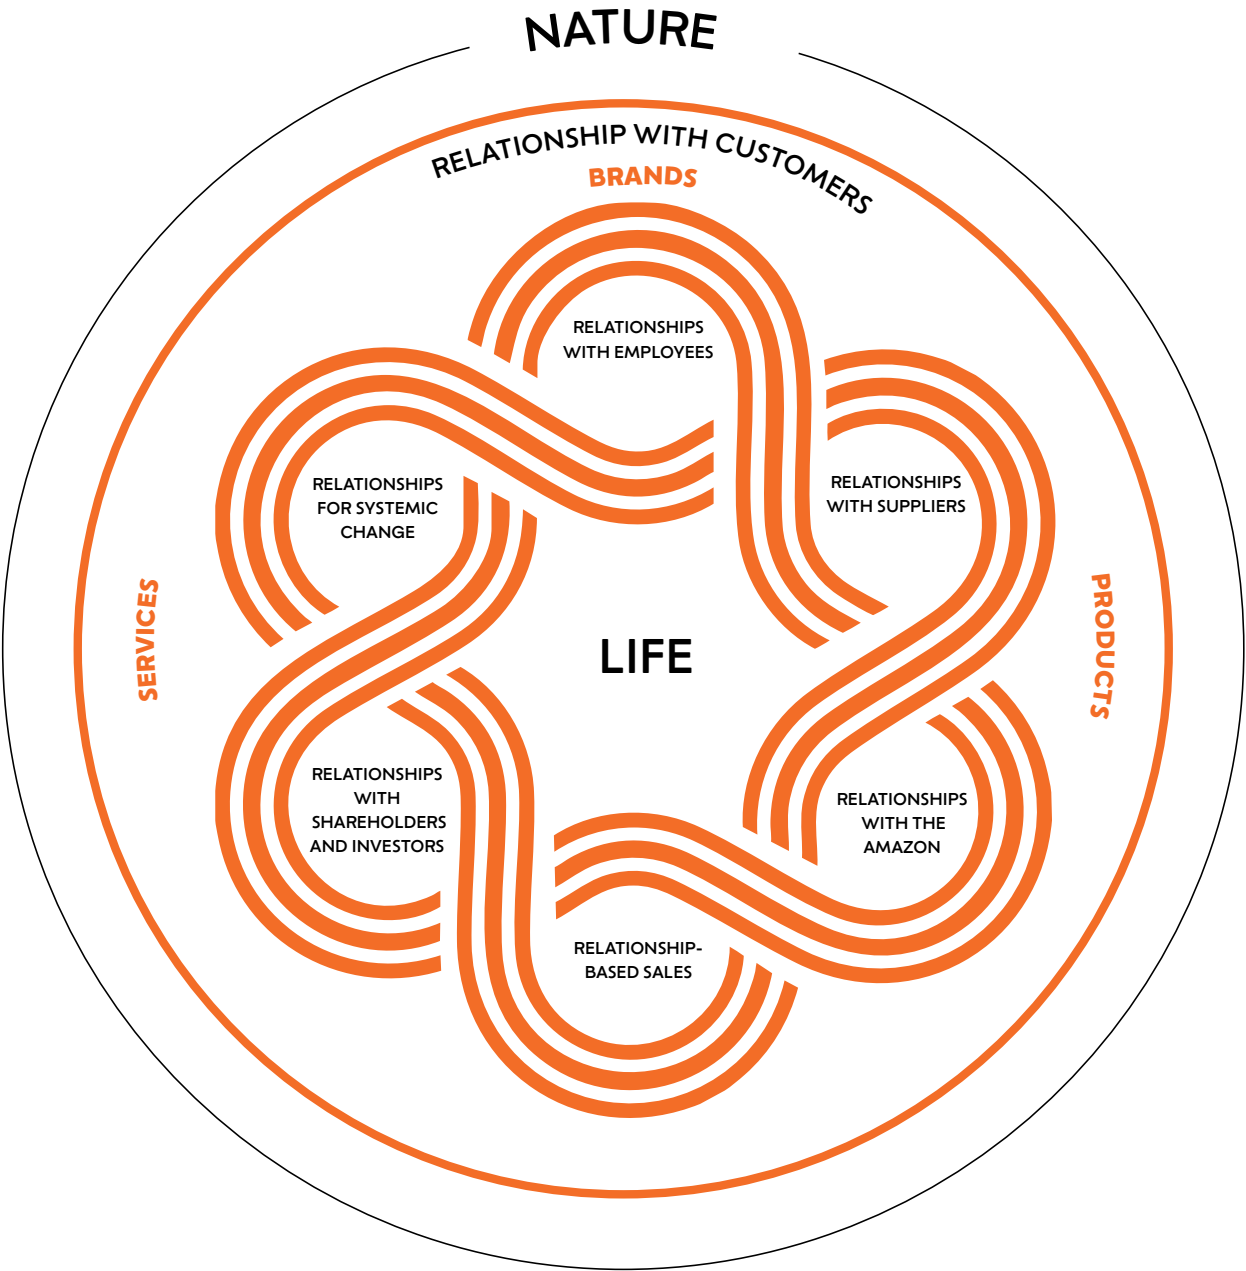 NATURE
RELATIONSHIP WITH CUSTOMERS
BRANDS
RELATIONSHIPS
WITH EMPLOYEES
RELATIONSHIPS
FOR SYSTEMIC
CHANGE
RELATIONSHIPS
WITH SUPPLIERS
SERVICES
LIFE
PRODUCTS
RELATIONSHIPS
WITH
SHAREHOLDERS
AND INVESTORS
RELATIONSHIPS
WITH THE
AMAZON
RELATIONSHIP-
BASED SALES